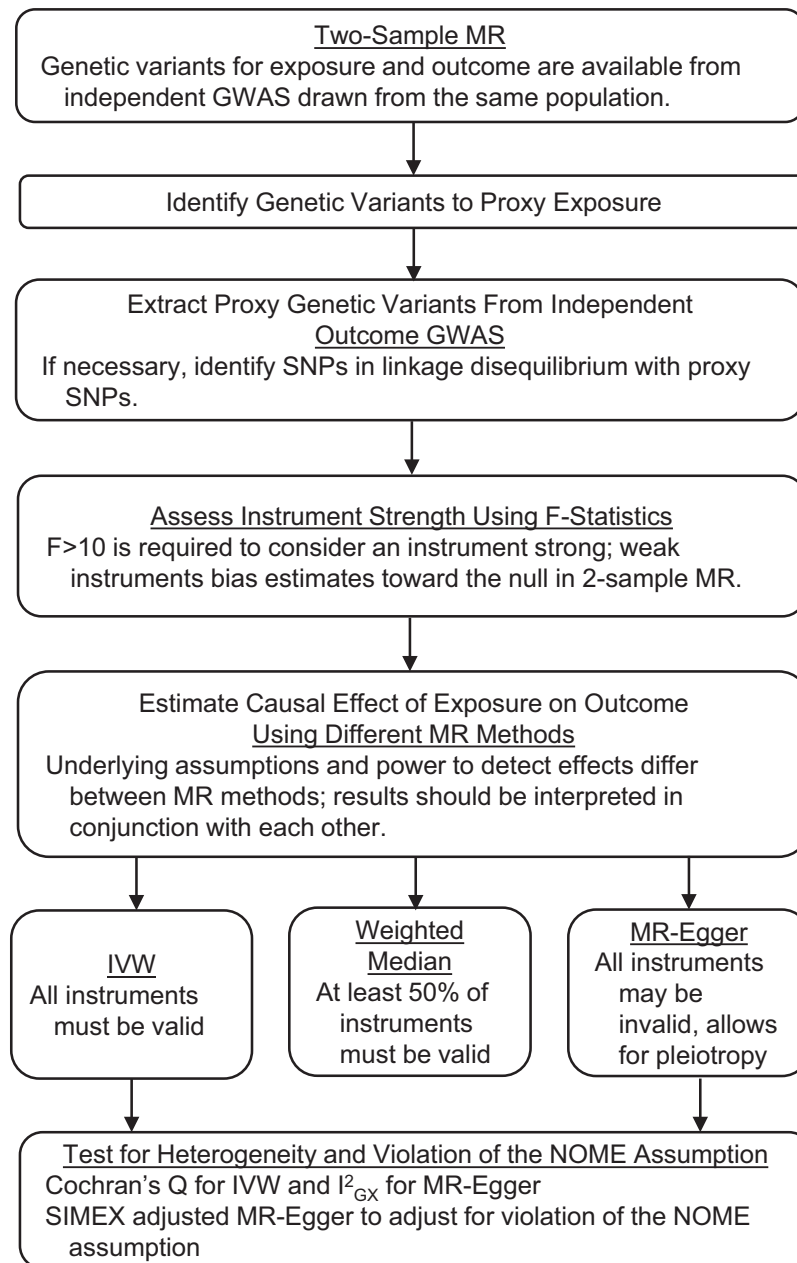 Two-Sample MR
Genetic variants for exposure and outcome are available from
independent GWAS drawn from the same population.
Identify Genetic Variants to Proxy Exposure
Extract Proxy Genetic Variants From Independent
Outcome GWAS
If necessary, identify SNPs in linkage disequilibrium with proxy
SNPs.
Assess Instrument Strength Using F-Statistics
F>10 is required to consider an instrument strong; weak
instruments bias estimates toward the null in 2-sample MR.
Estimate Causal Effect of Exposure on Outcome
Using Different MR Methods
Underlying assumptions and power to detect effects differ
between MR methods; results should be interpreted in
conjunction with each other.
IVW
All instruments
must be valid
Weighted
Median
At least 50% of
instruments
must be valid
MR-Egger
All instruments
may be
invalid, allows
for pleiotropy
Test for Heterogeneity and Violation of the NOME Assumption
Cochran's Q for IVW and I²GX for MR-Egger
SIMEX adjusted MR-Egger to adjust for violation of the NOME
assumption